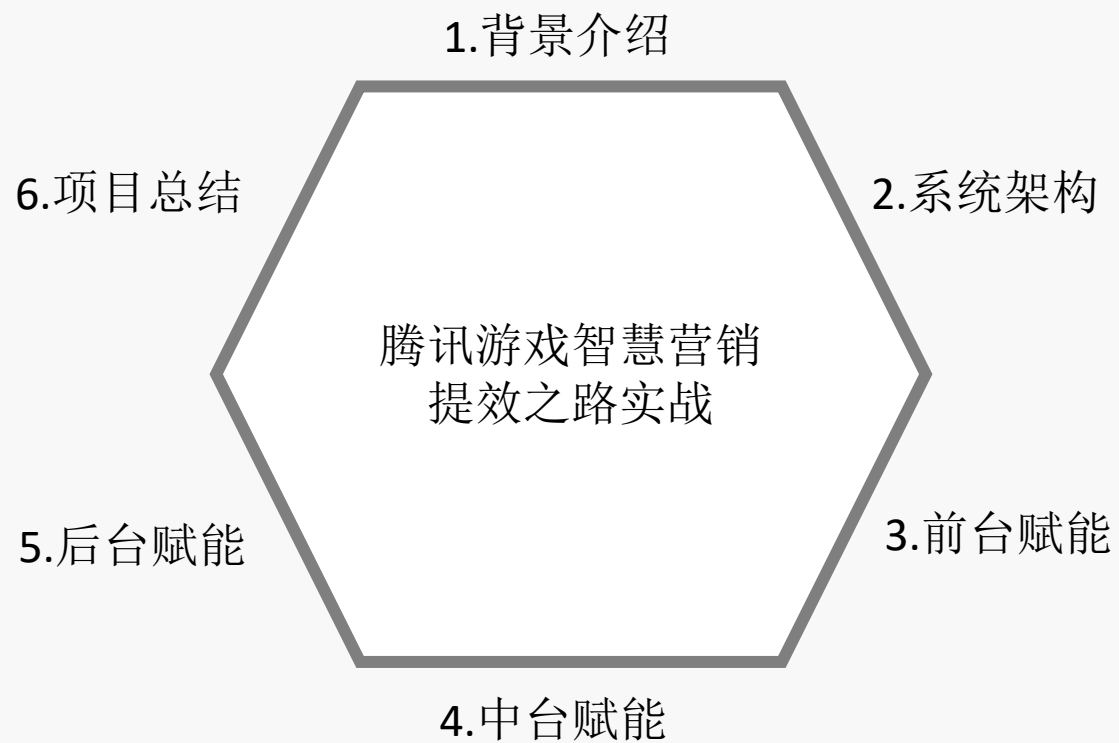 1.背景介绍
2.系统架构
3.前台赋能
4.中台赋能
5.后台赋能
6.项目总结
腾讯游戏智慧营销
提效之路实战